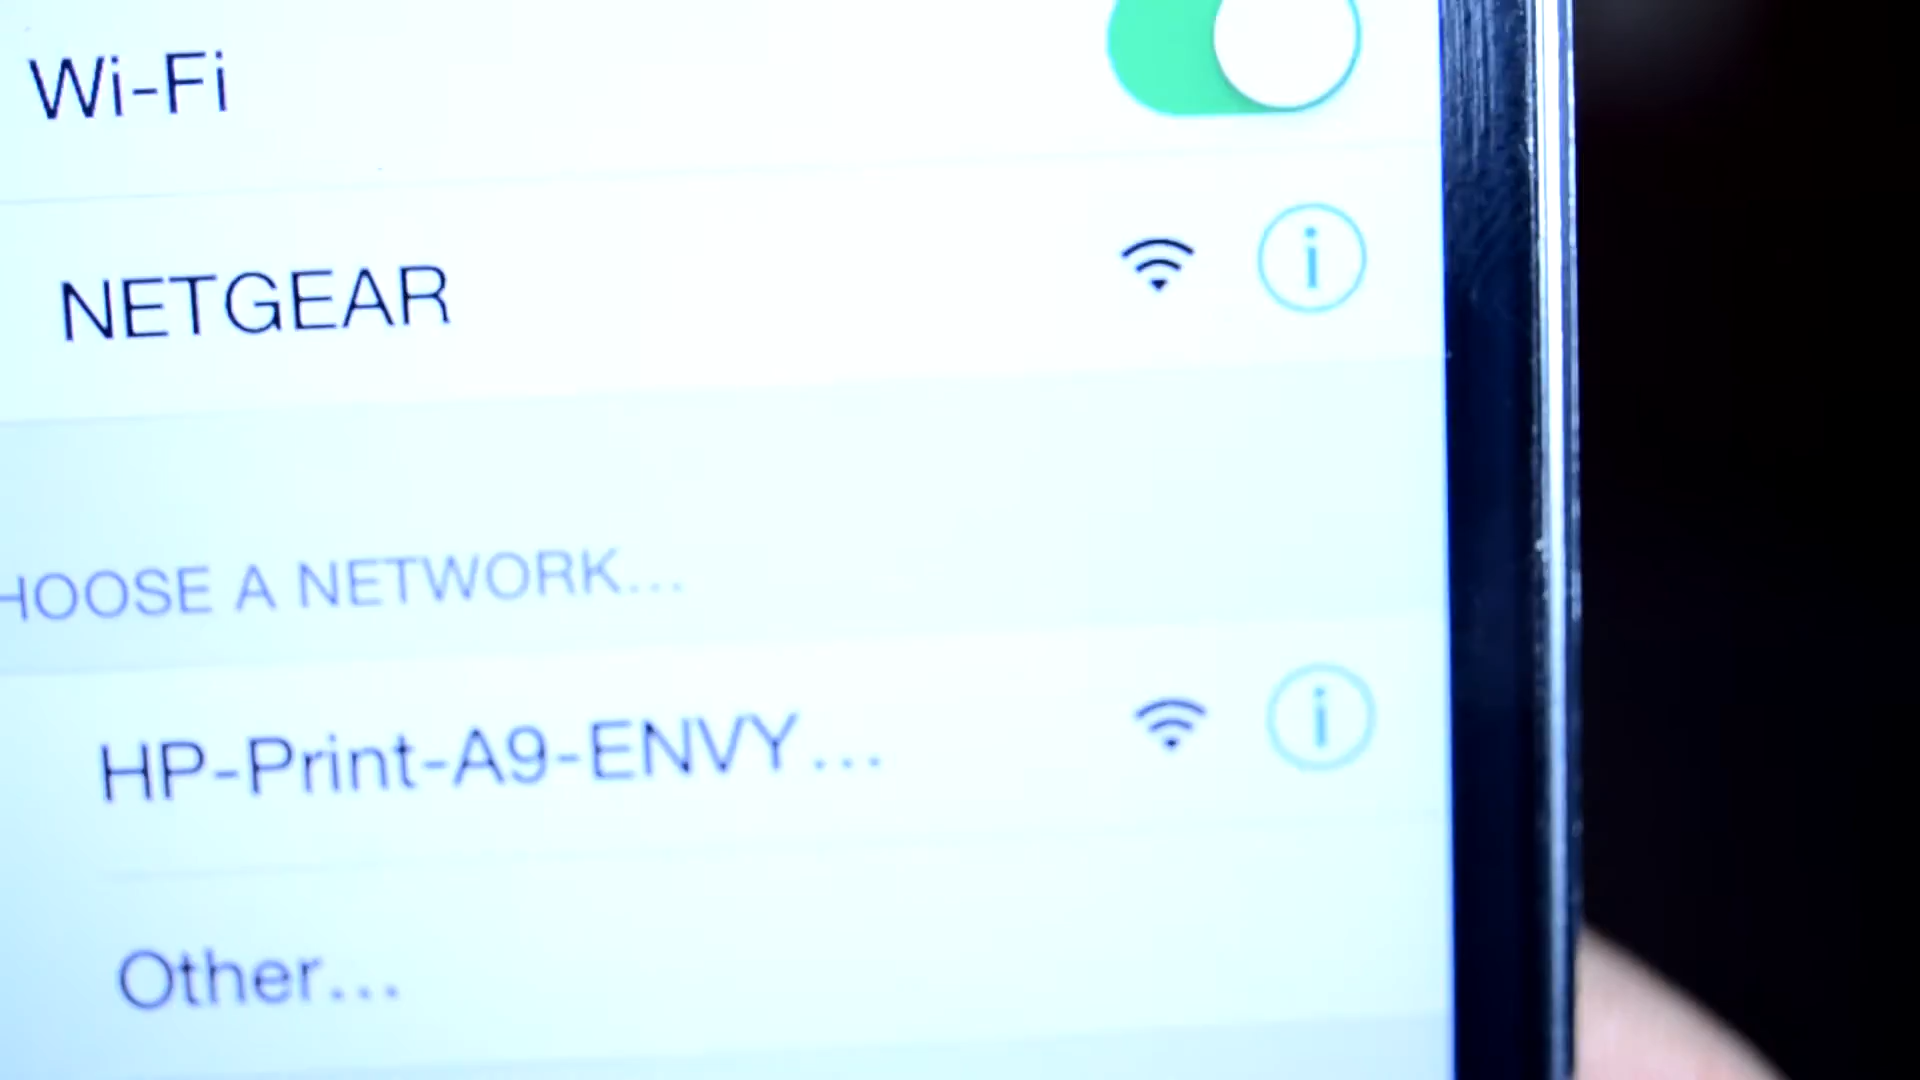 Wi-Fi
NETGEAR
HOOSE A NETWORK...
HP-Print-A9-ENVY...
Other...